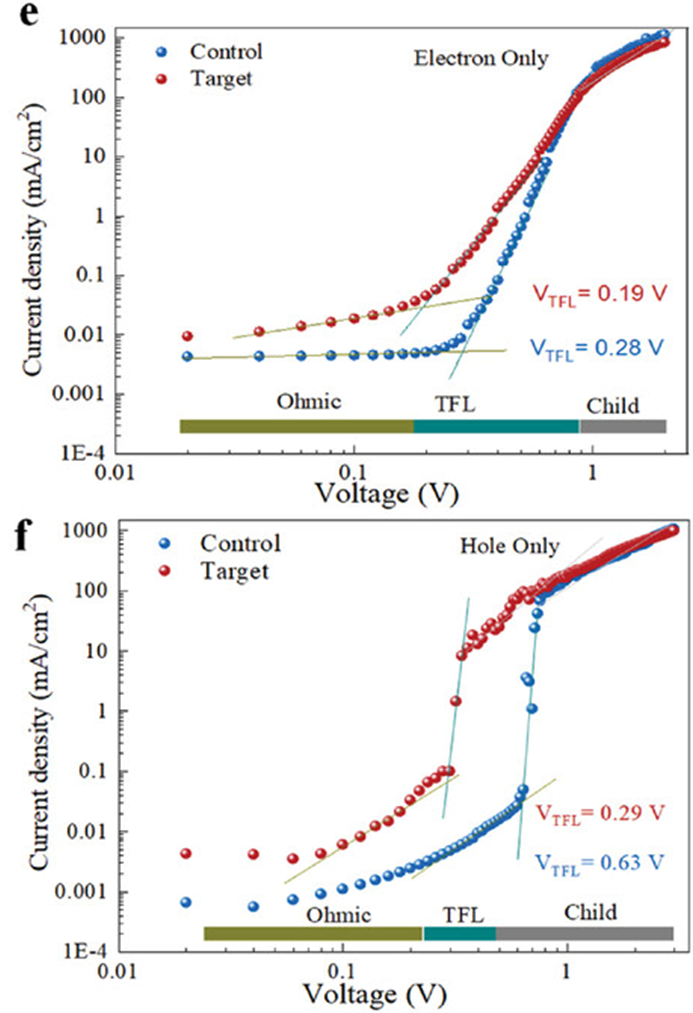 e
1000
100
10
1
0.1
0.01
0.001
1E-4
Current density (mA/cm²)
Control
Target
Electron Only
V_TFL= 0.19 V
V_TFL= 0.28 V
Ohmic TFL Child
0.01 0.1 1
Voltage (V)
f
1000
100
10
1
0.1
0.01
0.001
1E-4
Current density (mA/cm²)
Control
Target
Hole Only
V_TFL= 0.29 V
V_TFL= 0.63 V
Ohmic TFL Child
0.01 0.1 1
Voltage (V)